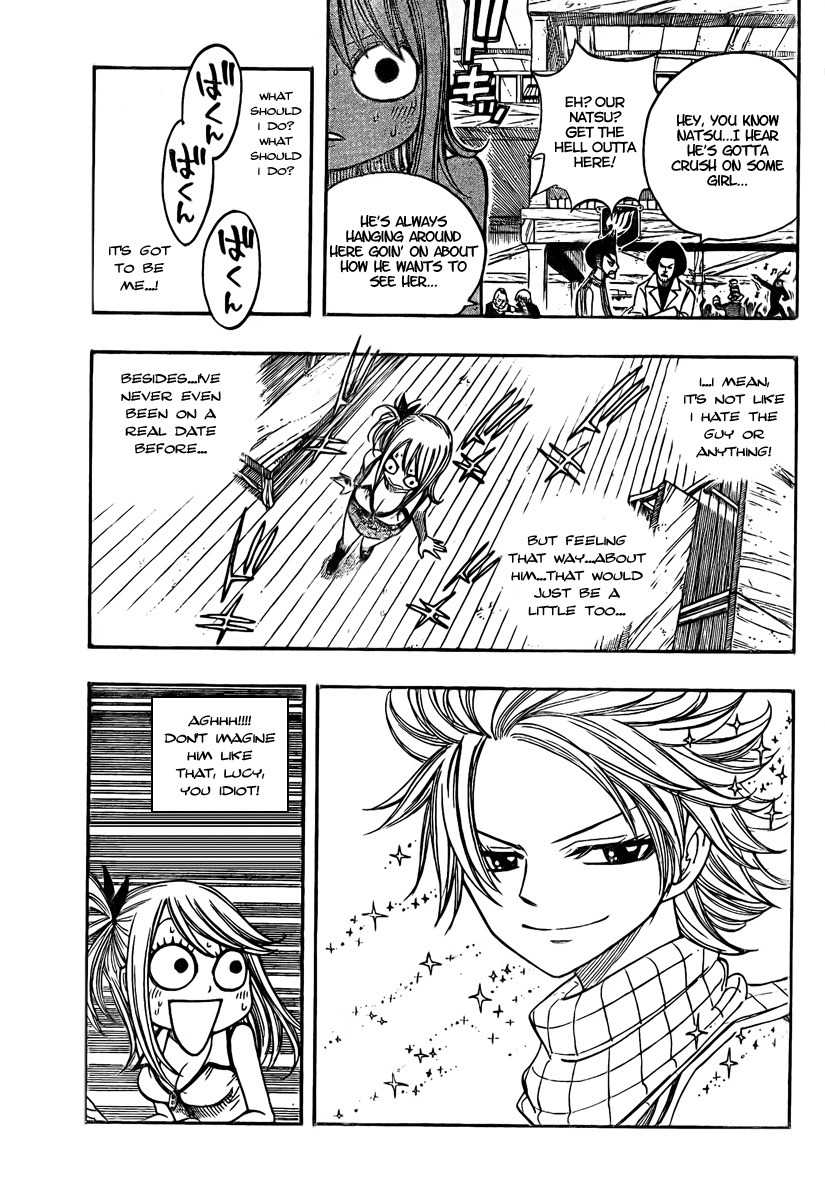 HEY, YOU KNOW
NATSU...I HEAR
HE'S GOTTA
CRUSH ON SOME
GIRL...
EH? OUR
NATSU?
GET THE
HELL OUTTA
HERE!
HE'S ALWAYS
HANGING AROUND
HERE GOIN' ON ABOUT
HOW HE WANTS TO
SEE HER...
WHAT
SHOULD
I DO?
WHAT
SHOULD
I DO?
ばくん
ばくん
ばくん
IT'S GOT
TO BE
ME...!
I...I MEAN,
IT'S NOT LIKE
I HATE THE
GUY OR
ANYTHING!
BESIDES...I'VE
NEVER EVEN
BEEN ON A
REAL DATE
BEFORE...
BUT FEELING
THAT WAY...ABOUT
HIM...THAT WOULD
JUST BE A
LITTLE TOO...
AGHHH!!!!
DON'T IMAGINE
HIM LIKE
THAT, LUCY,
YOU IDIOT!